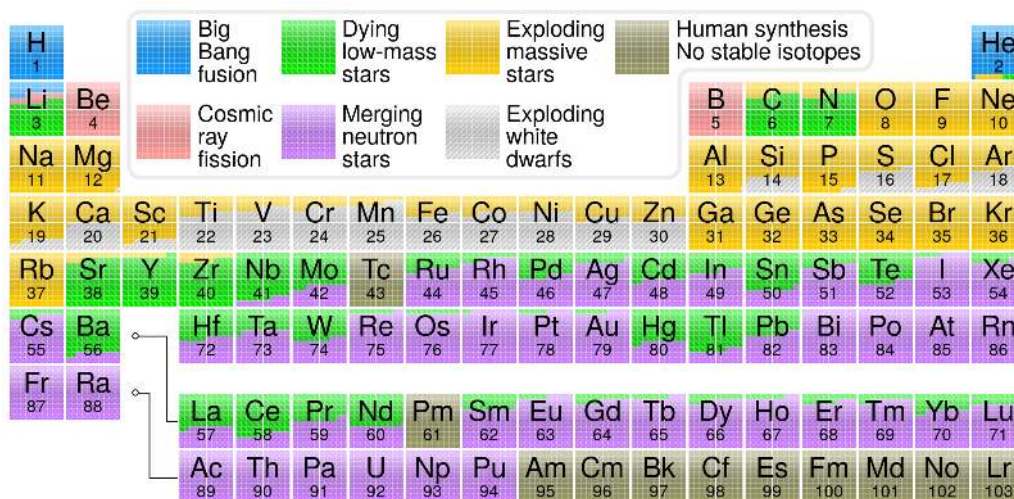 H
1
Big
Bang
fusion
Dying
low-mass
stars
Exploding
massive
stars
Human synthesis
No stable isotopes
He
2
Li
3
Be
4
Cosmic
ray
fission
Merging
neutron
stars
Exploding
white
dwarfs
B
5
C
6
N
7
O
8
F
9
Ne
10
Na
11
Mg
12
Al
13
Si
14
P
15
S
16
Cl
17
Ar
18
K
19
Ca
20
Sc
21
Ti
22
V
23
Cr
24
Mn
25
Fe
26
Co
27
Ni
28
Cu
29
Zn
30
Ga
31
Ge
32
As
33
Se
34
Br
35
Kr
36
Rb
37
Sr
38
Y
39
Zr
40
Nb
41
Mo
42
Tc
43
Ru
44
Rh
45
Pd
46
Ag
47
Cd
48
In
49
Sn
50
Sb
51
Te
52
I
53
Xe
54
Cs
55
Ba
56
Hf
72
Ta
73
W
74
Re
75
Os
76
Ir
77
Pt
78
Au
79
Hg
80
Tl
81
Pb
82
Bi
83
Po
84
At
85
Rn
86
Fr
87
Ra
88
La
57
Ce
58
Pr
59
Nd
60
Pm
61
Sm
62
Eu
63
Gd
64
Tb
65
Dy
66
Ho
67
Er
68
Tm
69
Yb
70
Lu
71
Ac
89
Th
90
Pa
91
U
92
Np
93
Pu
94
Am
95
Cm
96
Bk
97
Cf
98
Es
99
Fm
100
Md
101
No
102
Lr
103